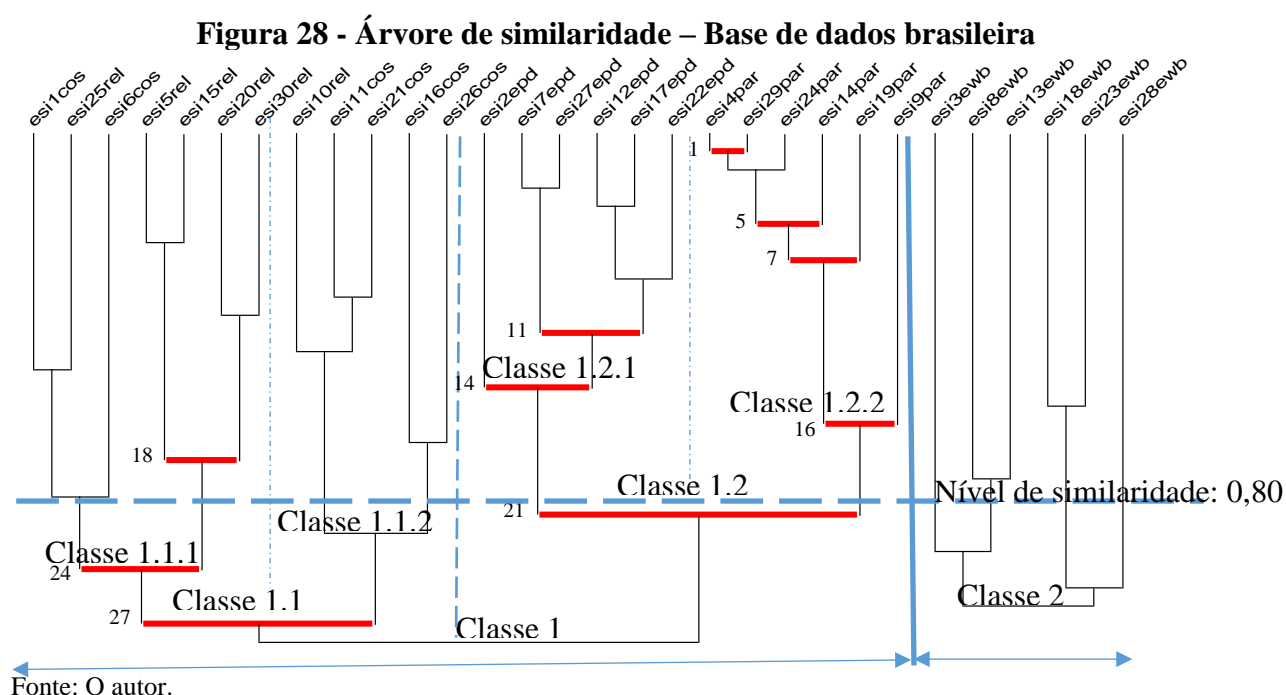 Figura 28 - Árvore de similaridade – Base de dados brasileira
esi1cos
esi25rel
esi6cos
esi5rel
esi15rel
esi20rel
esi30rel
esi10rel
esi11cos
esi21cos
esi16cos
esi26cos
esi2epd
esi7epd
esi27epd
esi12epd
esi17epd
esi22epd
esi4par
esi29par
esi24par
esi14par
esi19par
esi9par
esi3ewb
esi8ewb
esi13ewb
esi18ewb
esi23ewb
esi28ewb
1
5
7
11
Classe 1.2.1
14
Classe 1.2.2
16
18
Classe 1.2
Nível de similaridade: 0,80
21
Classe 1.1.2
Classe 1.1.1
24
Classe 1.1
Classe 2
27
Classe 1
Fonte: O autor.